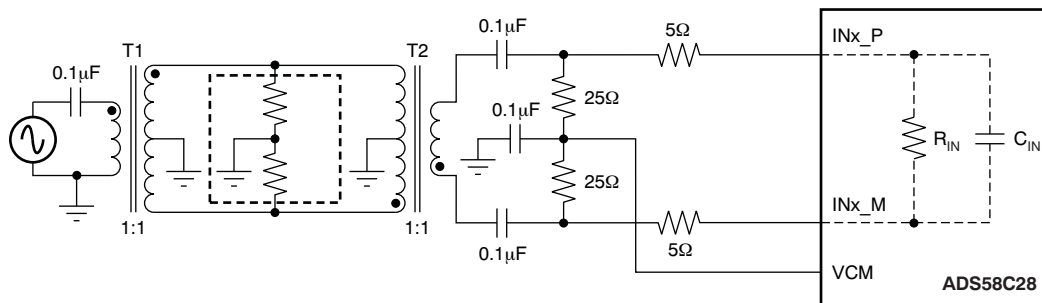 0.1μF
T1
T2
0.1μF
5Ω
INx_P
25Ω
0.1μF
R_IN
C_IN
25Ω
INx_M
1:1
1:1
0.1μF
5Ω
VCM
ADS58C28